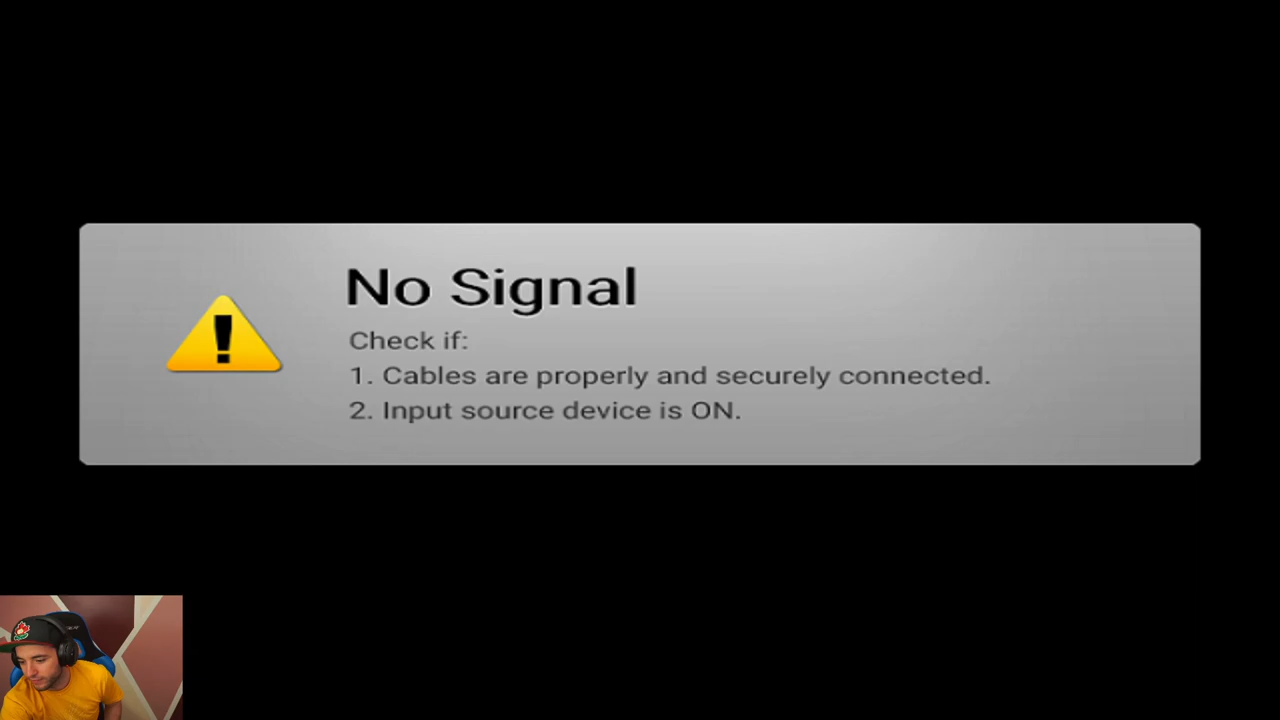 No Signal
Check if:
1. Cables are properly and securely connected.
2. Input source device is ON.